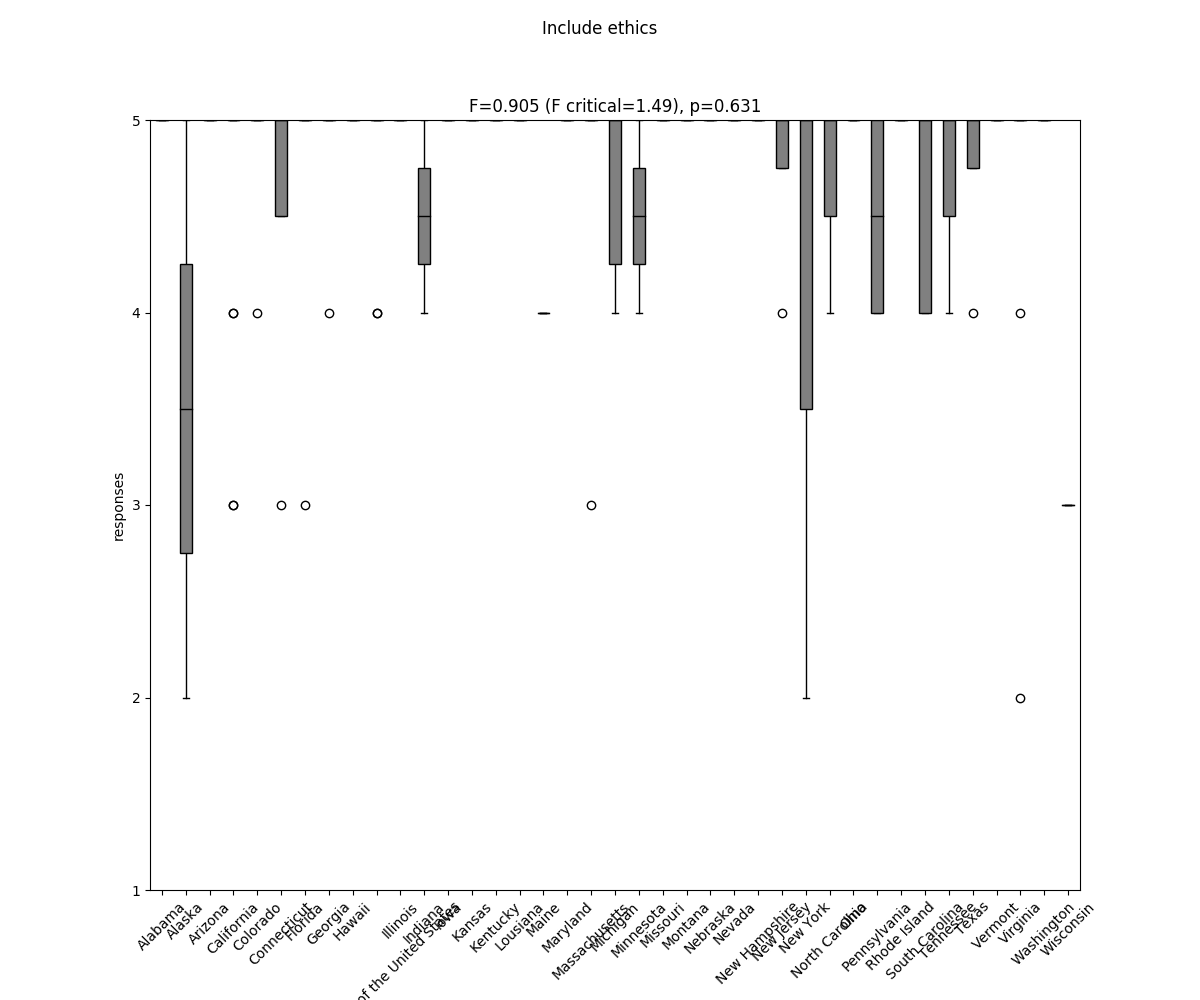 Include ethics
F=0.905 (F critical=1.49), p=0.631
responses
5
4
3
2
1
Alabama
Alaska
Arizona
California
Colorado
Connecticut
Florida
Georgia
Hawaii
of the United States
Illinois
Indiana
Iowa
Kansas
Kentucky
Lousiana
Maine
Maryland
Massachusetts
Michigan
Minnesota
Missouri
Montana
Nebraska
Nevada
New Hampshire
New Jersey
New York
North Carolina
Ohio
Pennsylvania
Rhode Island
South Carolina
Tennessee
Texas
Vermont
Virginia
Washington
Wisconsin